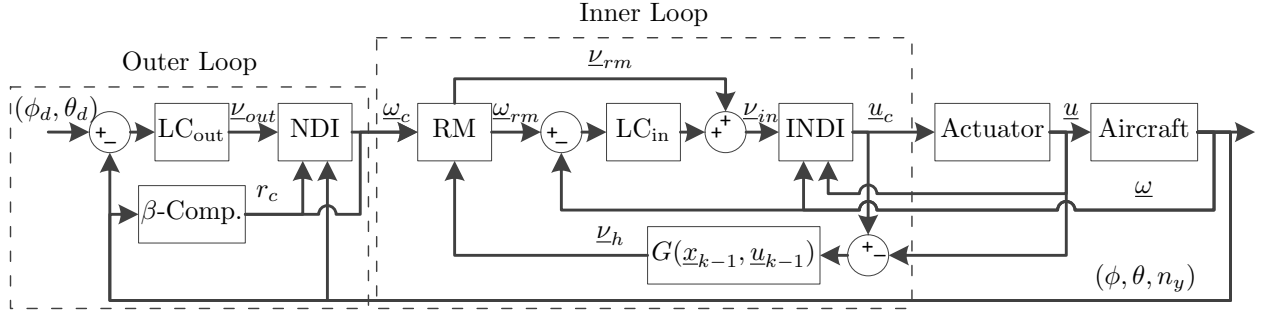 Inner Loop
Outer Loop
ν_rm
(ϕ_d, θ_d)
+
−
LC_out
ν_out
NDI
ω_c
RM
ω_rm
+
−
LC_in
+
+
ν_in
INDI
u_c
Actuator
u
Aircraft
β-Comp.
r_c
ω
ν_h
G(x_{k−1}, u_{k−1})
+
−
(ϕ, θ, n_y)